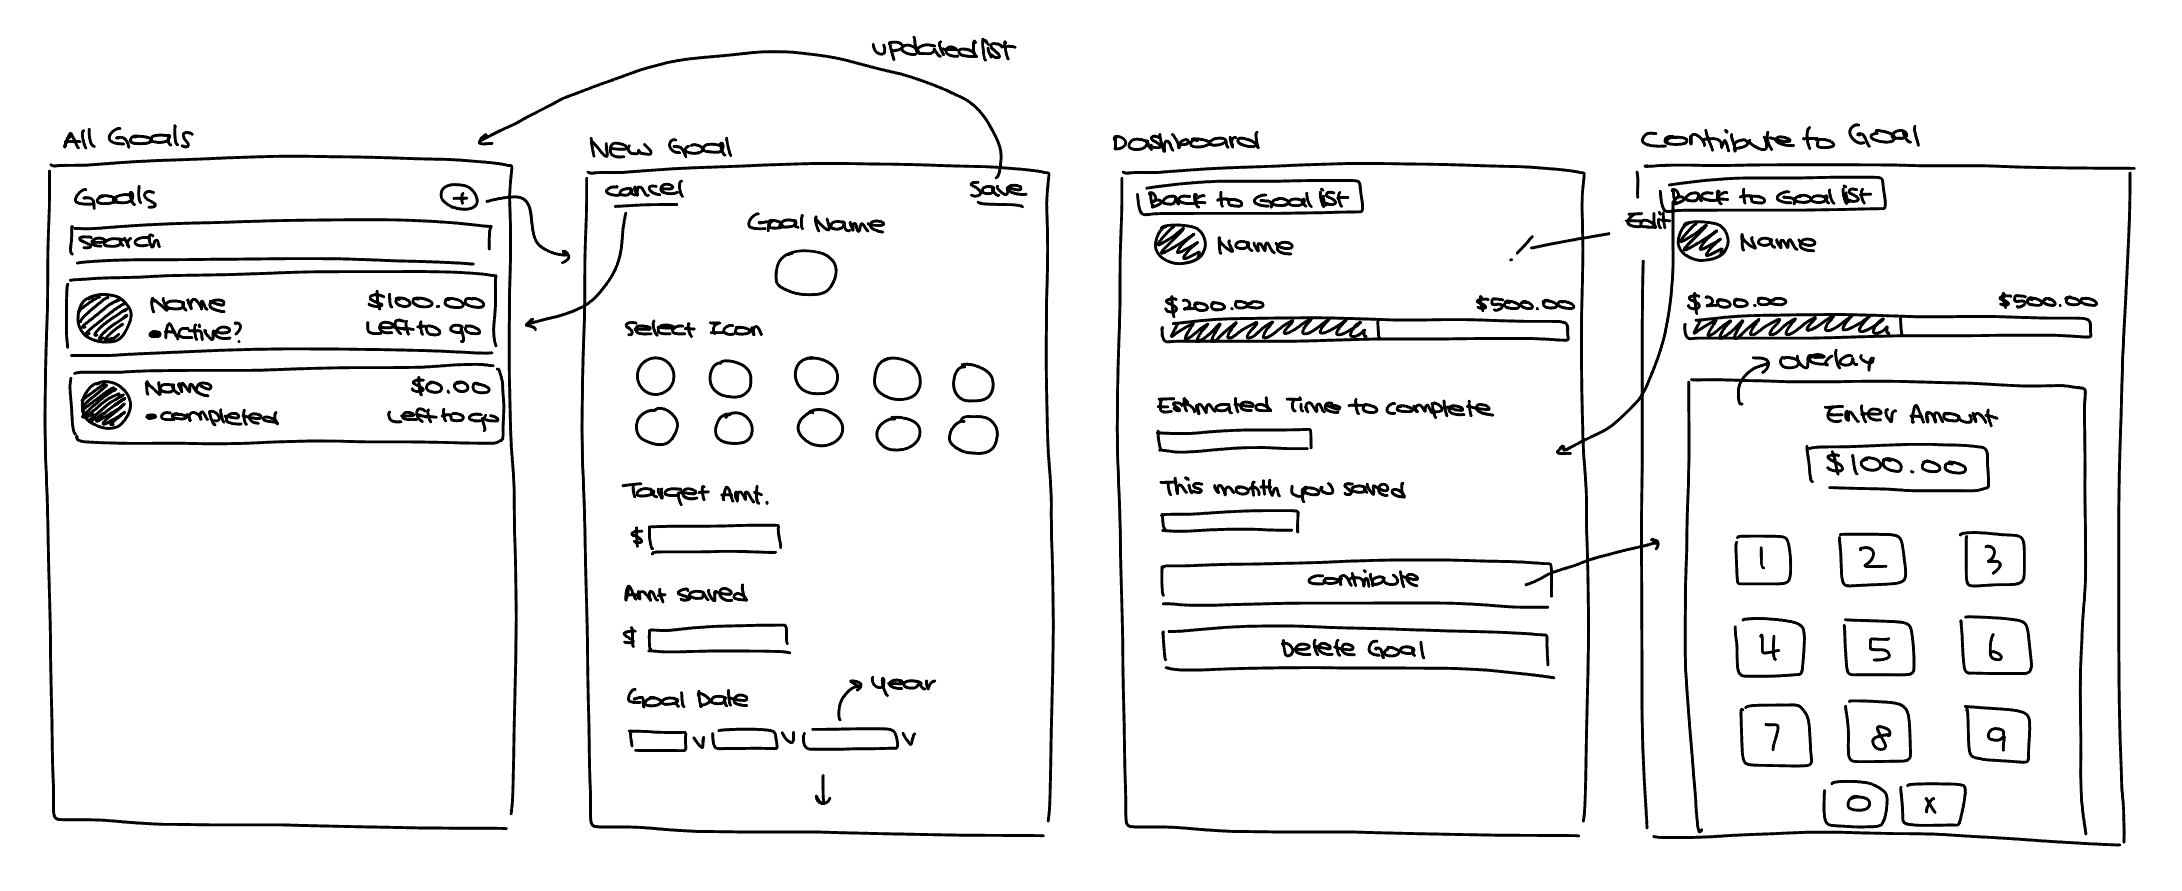 updated list
All Goals
Goals
+
search
Name
$100.00
•Active?
Left to go
Name
$0.00
•completed
Left to go
New Goal
cancel
save
Goal Name
Select Icon
Target Amt.
$
Amt saved
$
Goal Date
year
v
v
v
Dashboard
Back to Goal list
Name
Edit
$200.00
$500.00
Estimated Time to complete
This month you saved
contribute
Delete Goal
Contribute to Goal
Back to Goal list
Name
$200.00
$500.00
overlay
Enter Amount
$100.00
1 2 3
4 5 6
7 8 9
0 x